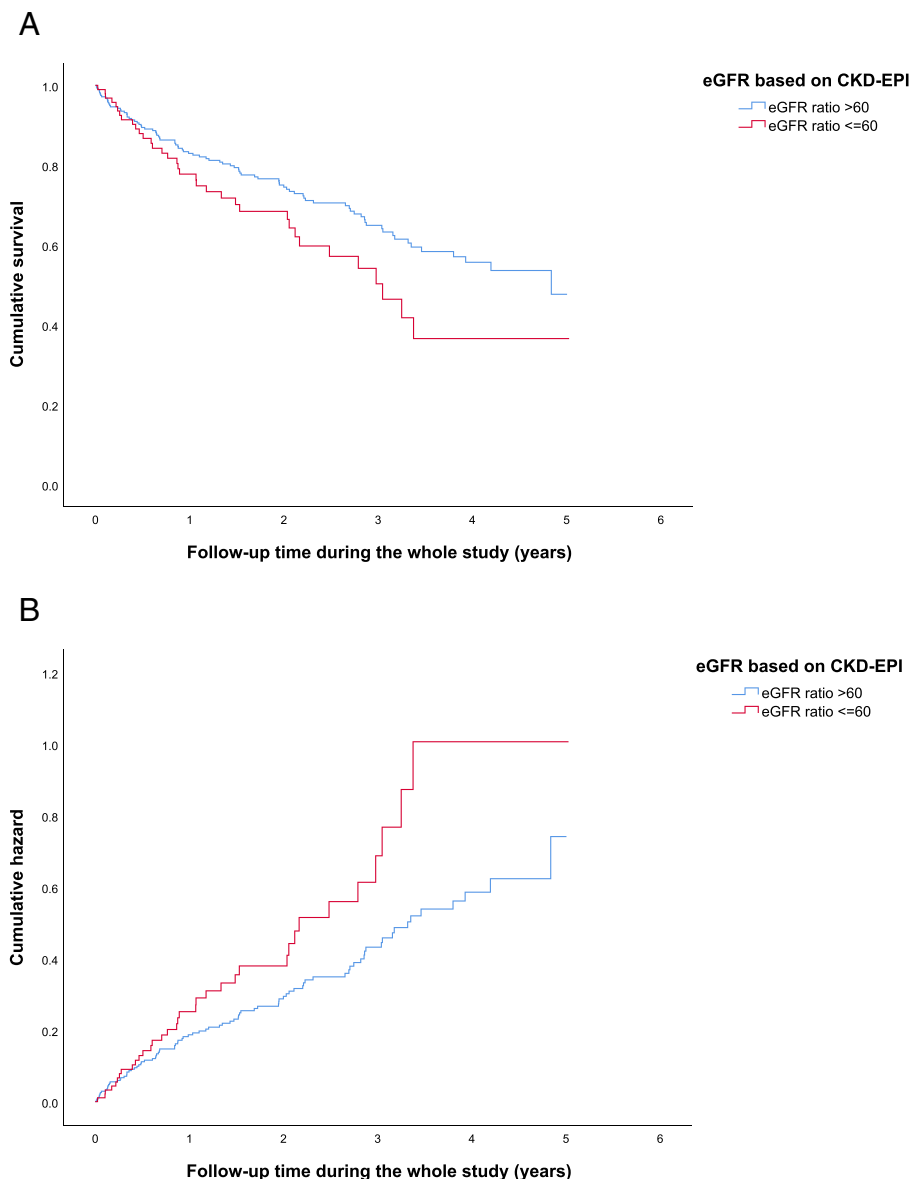 A
eGFR based on CKD-EPI
eGFR ratio >60
eGFR ratio <=60
Cumulative survival
1.0
0.8
0.6
0.4
0.2
0.0
0 1 2 3 4 5 6
Follow-up time during the whole study (years)
B
eGFR based on CKD-EPI
eGFR ratio >60
eGFR ratio <=60
Cumulative hazard
1.2
1.0
0.8
0.6
0.4
0.2
0.0
0 1 2 3 4 5 6
Follow-up time during the whole study (years)